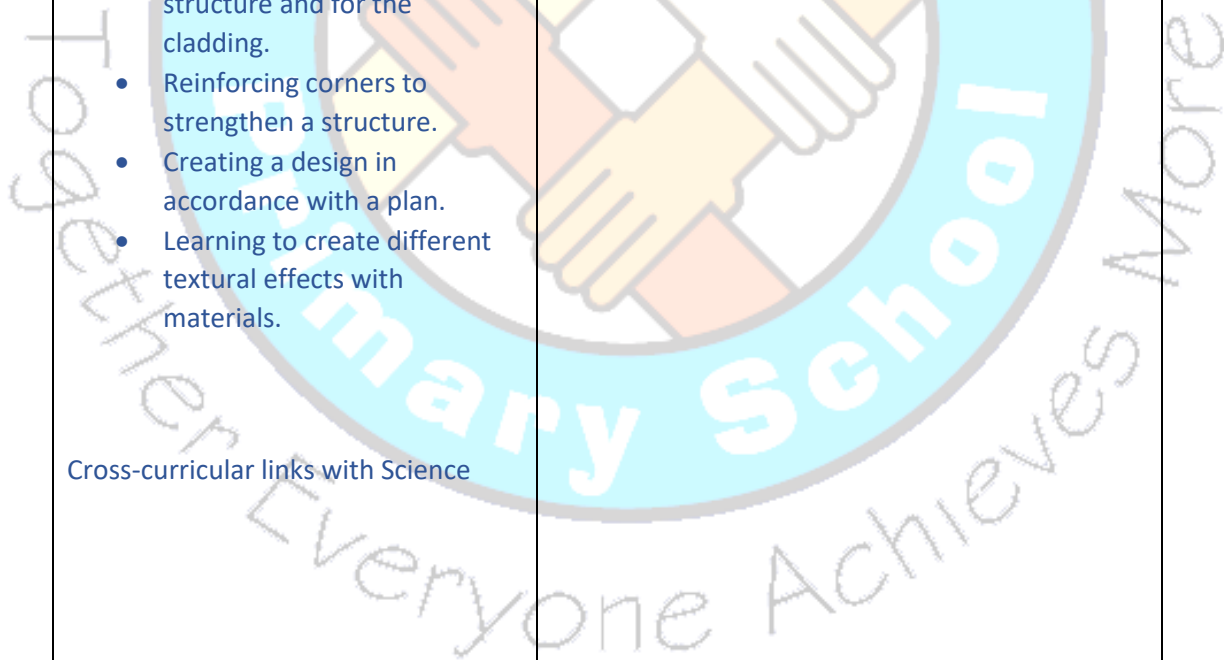 structure and for the
cladding.
• Reinforcing corners to
strengthen a structure.
• Creating a design in
accordance with a plan.
• Learning to create different
textural effects with
materials.
Cross-curricular links with Science
Primary School
Together Everyone Achieves More